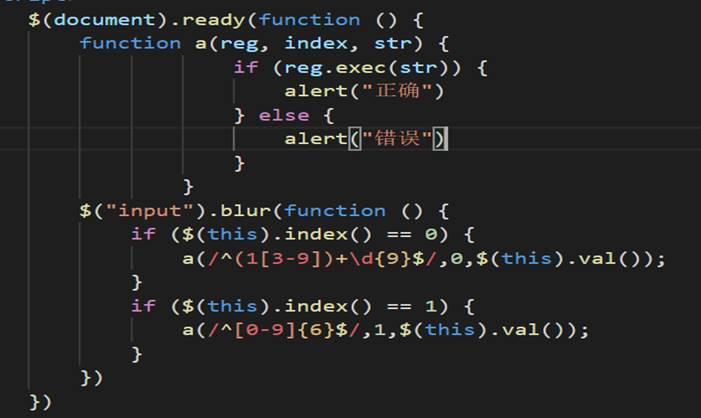 $(document).ready(function () {
function a(reg, index, str) {
if (reg.exec(str)) {
alert("正确")
} else {
alert("错误")
}
}
$("input").blur(function () {
if ($(this).index() == 0) {
a(/^(1[3-9])+\d{9}$/,0,$(this).val());
}
if ($(this).index() == 1) {
a(/^[0-9]{6}$/,1,$(this).val());
}
})
})